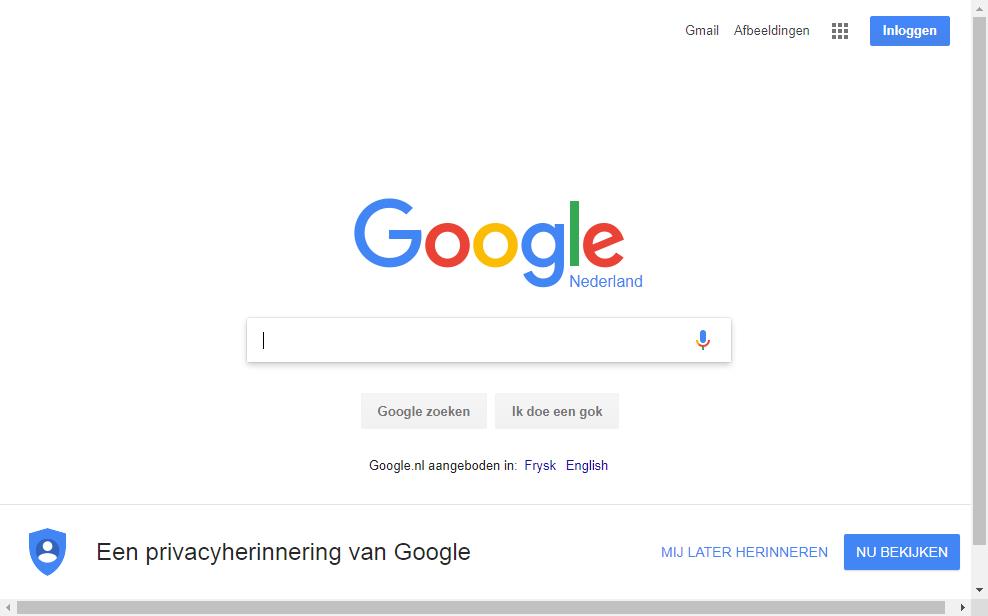 Gmail Afbeeldingen Inloggen
Google
Nederland
Google zoeken Ik doe een gok
Google.nl aangeboden in: Frysk English
Een privacyherinnering van Google MIJ LATER HERINNEREN NU BEKIJKEN